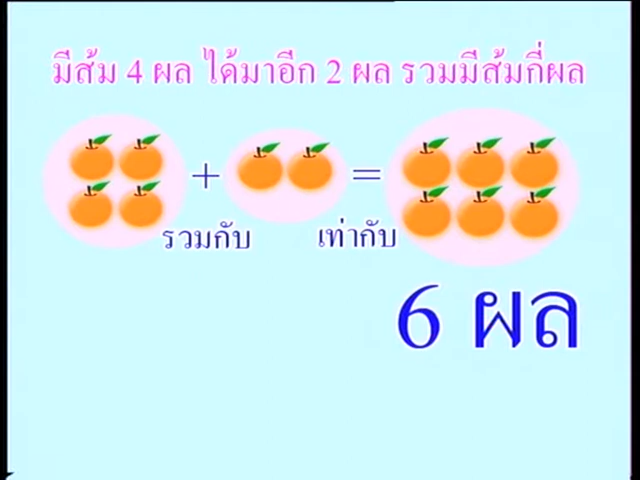 มีส้ม 4 ผล ได้มาอีก 2 ผล รวมมีส้มกี่ผล
+ =
รวมกับ เท่ากับ
6 ผล